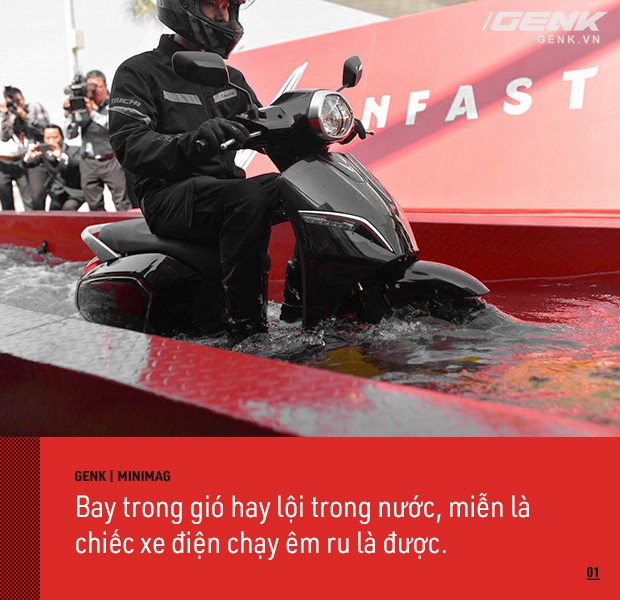 GENK
GENK.VN
NFAST
GENK | MINIMAG
Bay trong gió hay lội trong nước, miễn là
chiếc xe điện chạy êm ru là được.
01